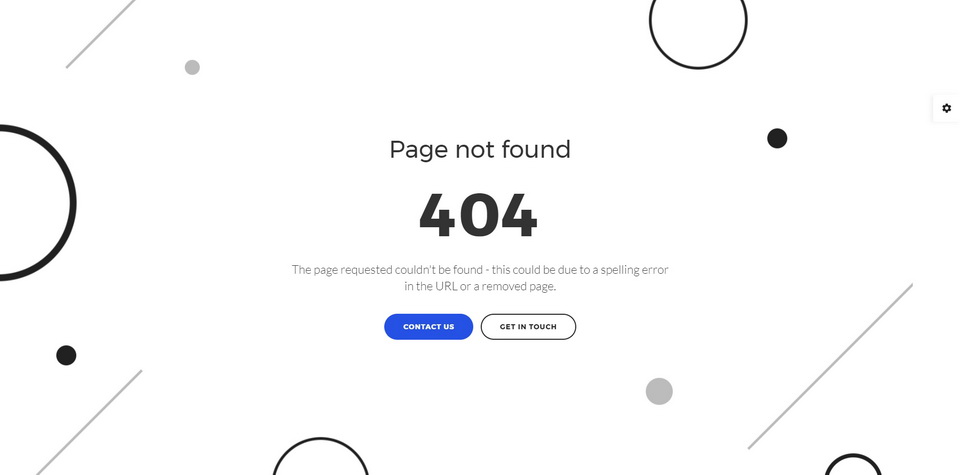 Page not found
404
The page requested couldn't be found - this could be due to a spelling error
in the URL or a removed page.
CONTACT US
GET IN TOUCH